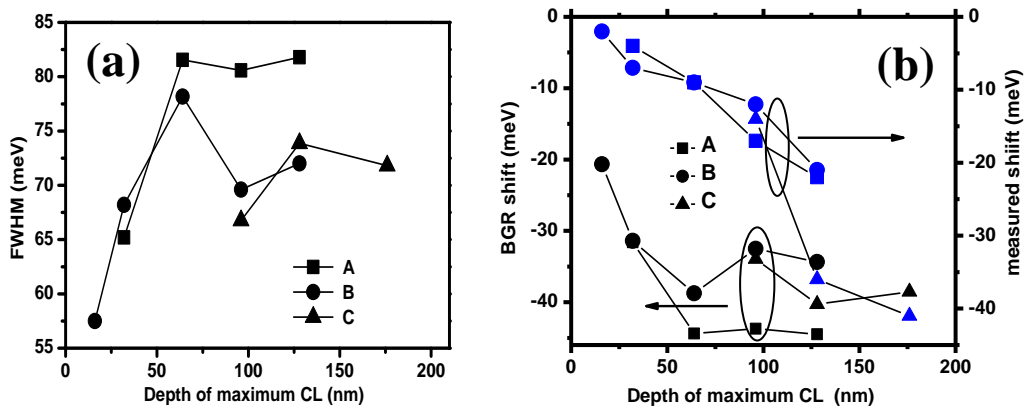 (a)
85
80
75
70
65
60
55
FWHM (meV)
0 50 100 150 200
Depth of maximum CL (nm)
A
B
C
(b)
0
-10
-20
-30
-40
BGR shift (meV)
0
-10
-20
-30
-40
measured shiift (meV)
0 50 100 150 200
Depth of maximum CL (nm)
A
B
C